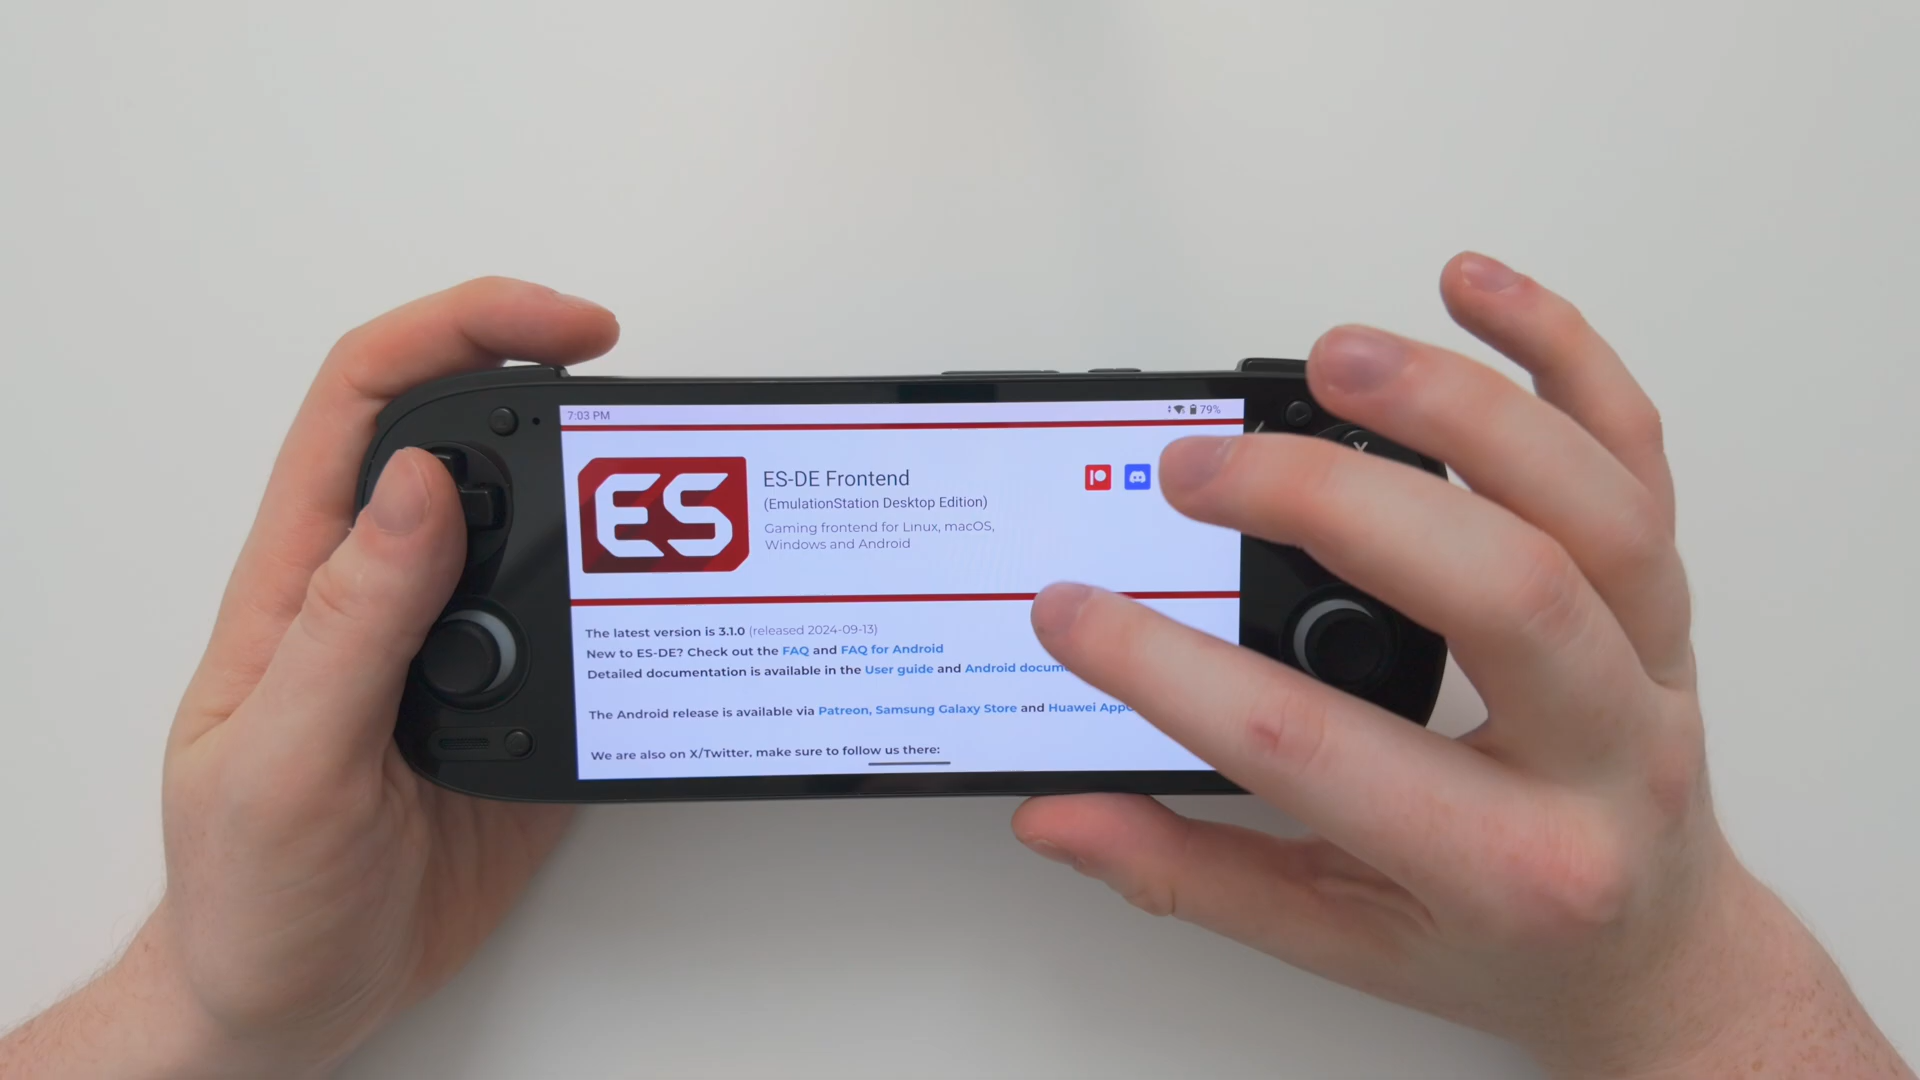 7:03 PM
79%
ES
ES-DE Frontend
(EmulationStation Desktop Edition)
Gaming frontend for Linux, macOS,
Windows and Android
The latest version is 3.1.0 (released 2024-09-13)
New to ES-DE? Check out the FAQ and FAQ for Android
Detailed documentation is available in the User guide and Android
The Android release is available via Patreon, Samsung Galaxy Store and Huawei
We are also on X/Twitter, make sure to follow us there: